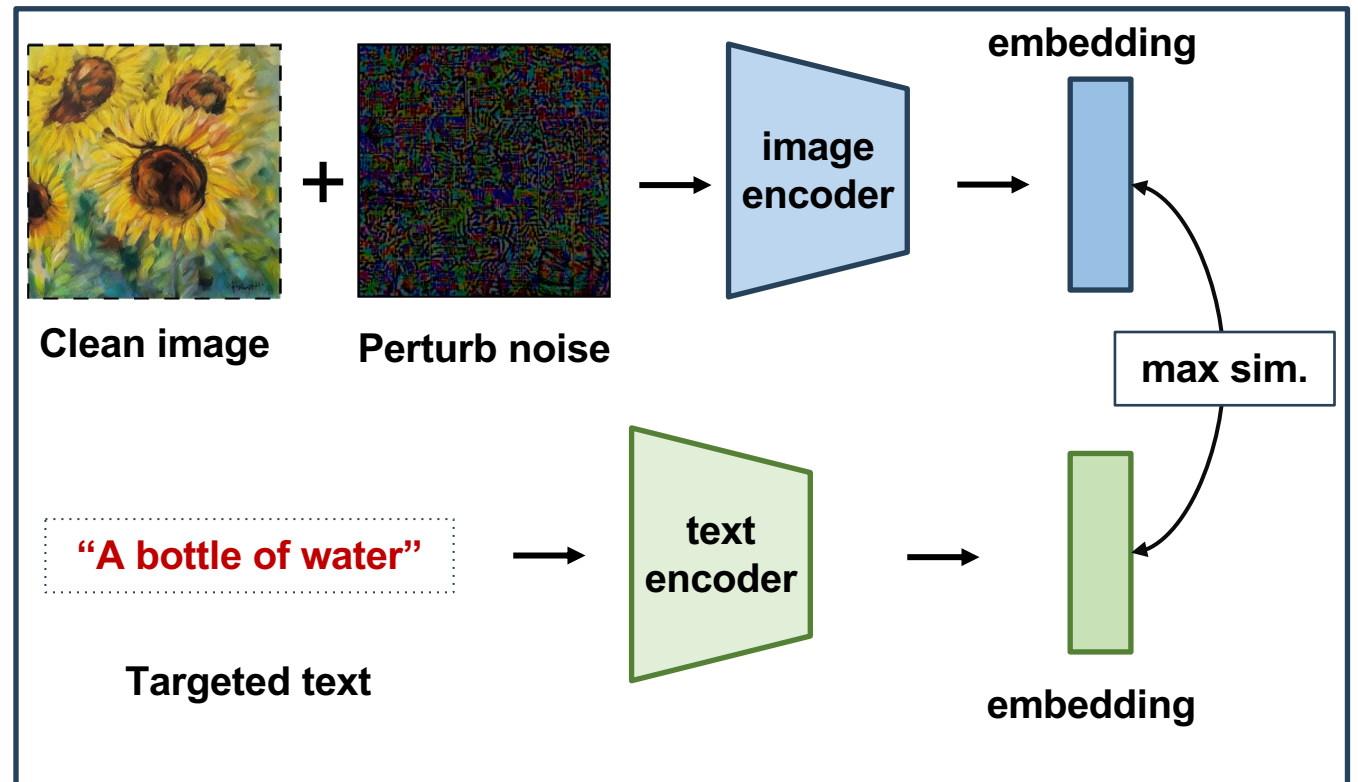 embedding
image
encoder
Clean image
Perturb noise
max sim.
“A bottle of water”
text
encoder
Targeted text
embedding